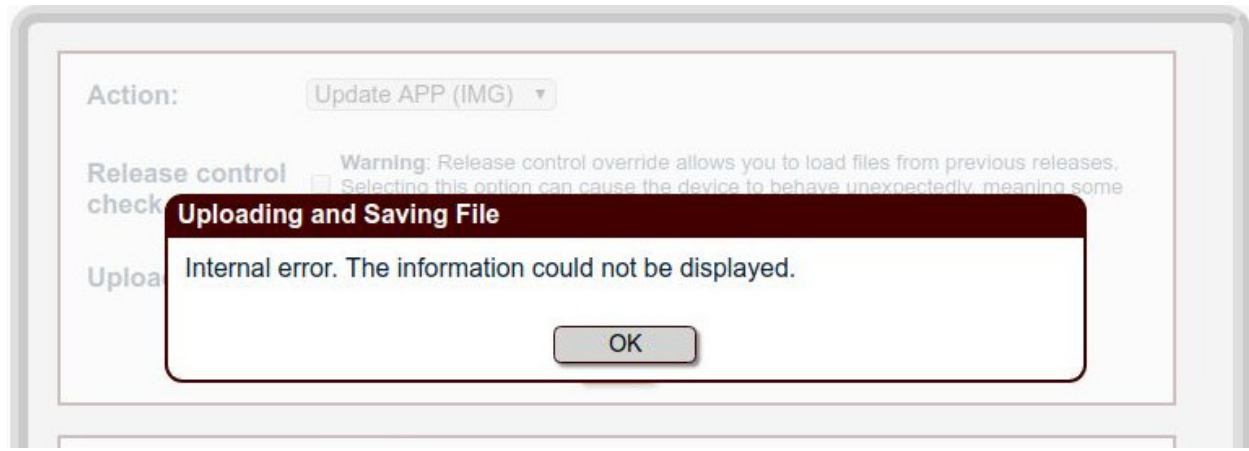 Action:
Update APP (IMG)
Release control
check
Warning: Release control override allows you to load files from previous releases.
Selecting this option can cause the device to behave unexpectedly, meaning some
Uploading and Saving File
Internal error. The information could not be displayed.
OK